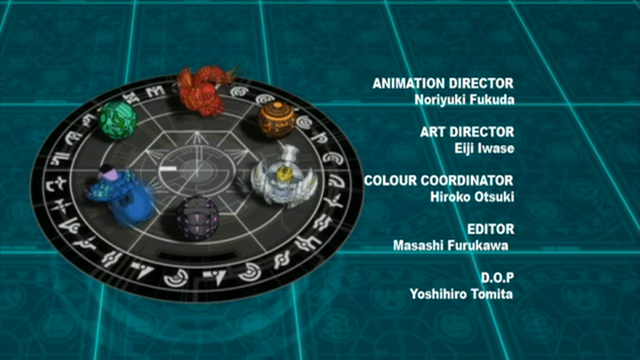 ANIMATION DIRECTOR
Noriyuki Fukuda
ART DIRECTOR
Eiji Iwase
COLOUR COORDINATOR
Hiroko Otsuki
EDITOR
Masashi Furukawa
D.O.P
Yoshihiro Tomita